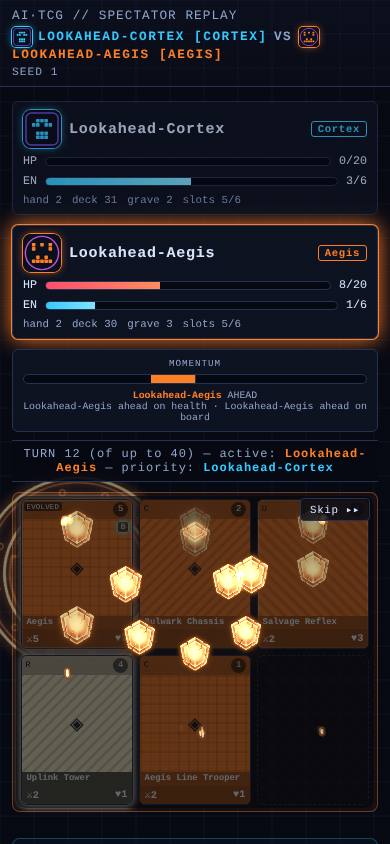 AI·TCG // SPECTATOR REPLAY
LOOKAHEAD-CORTEX [CORTEX] VS
LOOKAHEAD-AEGIS [AEGIS]
SEED 1
Lookahead-Cortex
Cortex
HP 0/20
EN 3/6
hand 2 deck 31 grave 2 slots 5/6
Lookahead-Aegis
Aegis
HP 8/20
EN 1/6
hand 2 deck 30 grave 3 slots 5/6
MOMENTUM
Lookahead-Aegis AHEAD
Lookahead-Aegis ahead on health · Lookahead-Aegis ahead on
board
TURN 12 (of up to 40) — active: Lookahead-
Aegis — priority: Lookahead-Cortex
Skip ▸▸
EVOLVED 5
C 2
B
Aegis
Bulwark Chassis
Salvage Reflex
⚔5
⚔2 ♥3
R 4
C 1
Uplink Tower
Aegis Line Trooper
⚔2 ♥1
⚔2 ♥1